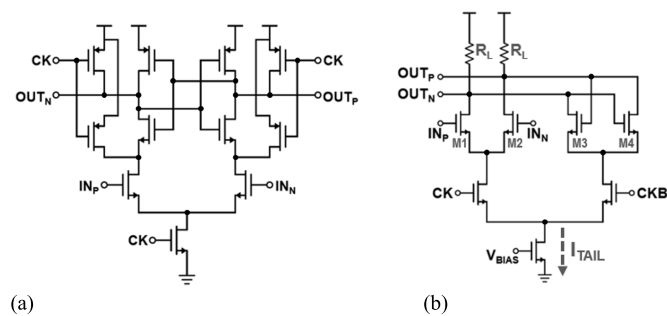 CK
CK
OUTN
OUTP
INP
INN
CK
(a)
RL
RL
OUTP
OUTN
INP
M1
M2
INN
M3
M4
CK
CKB
VBIAS
ITAIL
(b)